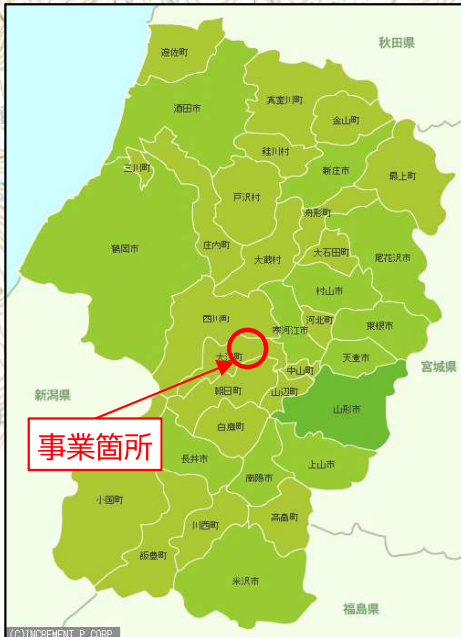 秋田県
遊佐町
真室川町
酒田市
金山町
鮭川村
新庄市
三川町
最上町
戸沢村
舟形町
鶴岡市
庄内町
大石田町
尾花沢市
大蔵村
村山市
西川町
河北町
東根市
寒河江市
大江町
天童市
宮城県
中山町
朝日町
山辺町
新潟県
山形市
白鷹町
事業箇所
長井市
上山市
南陽市
小国町
高畠町
川西町
飯豊町
米沢市
福島県
(C)INCREMENT P CORP